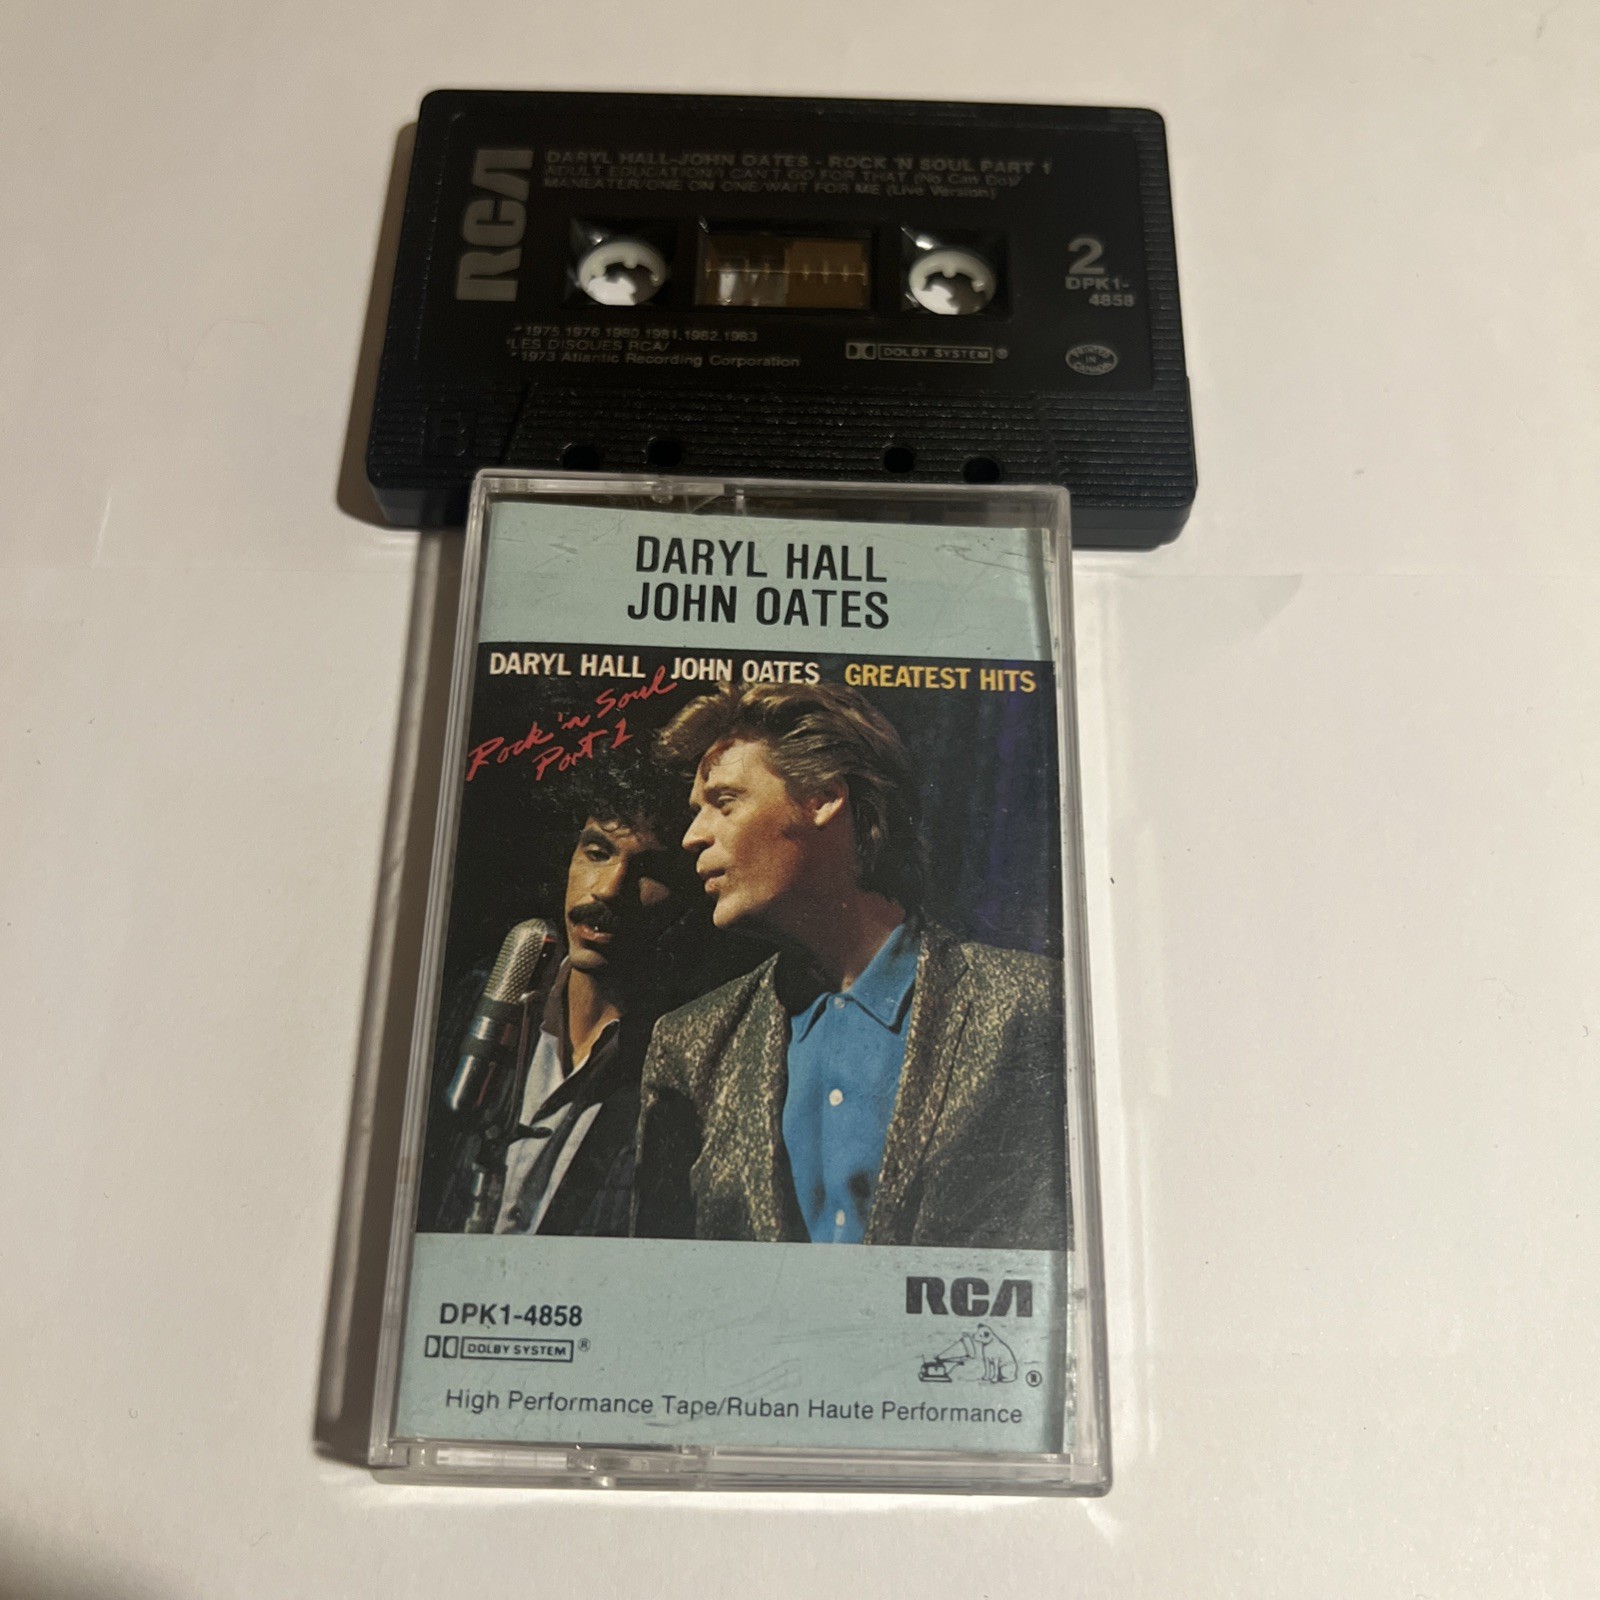 RCA
DARYL HALL-JOHN OATES - ROCK 'N SOUL PART 1
ADULT EDUCATION/I CAN'T GO FOR THAT (No Can Do)/
MANEATER/ONE ON ONE/WAIT FOR ME (Live Version)
2
DPK1-
4858
1975,1976,1980,1981,1982,1983
LES DISQUES RCA/
1973 Atlantic Recording Corporation
DOLBY SYSTEM ®
PRINTED
IN
CANADA
DARYL HALL
JOHN OATES
DARYL HALL JOHN OATES GREATEST HITS
Rock 'n Soul
Part 1
RCA
DPK1-4858
DOLBY SYSTEM ®
®
High Performance Tape/Ruban Haute Performance